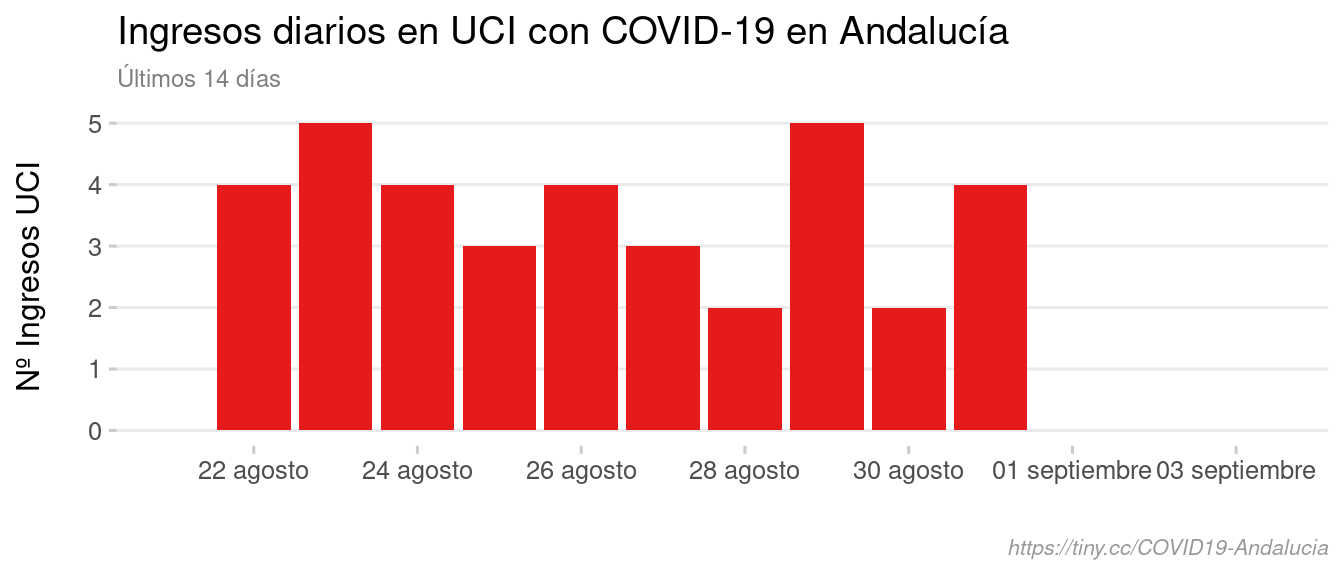 Ingresos diarios en UCI con COVID-19 en Andalucía
Últimos 14 días
Nº Ingresos UCI
5
4
3
2
1
0
22 agosto 24 agosto 26 agosto 28 agosto 30 agosto 01 septiembre 03 septiembre
https://tiny.cc/COVID19-Andalucia